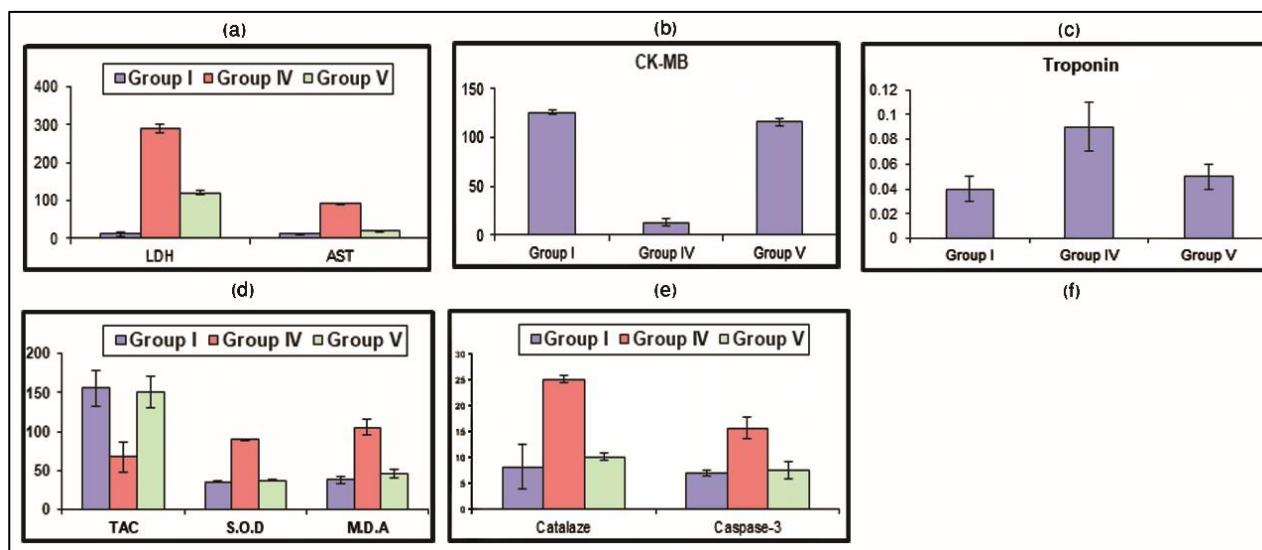 (a)
Group I Group IV Group V
400
300
200
100
0
LDH AST
(b)
CK-MB
150
100
50
0
Group I Group IV Group V
(c)
Troponin
0.12
0.1
0.08
0.06
0.04
0.02
0
Group I Group IV Group V
(d)
Group I Group IV Group V
200
150
100
50
0
TAC S.O.D M.D.A
(e)
Group I Group IV Group V
30
25
20
15
10
5
0
Catalaze Caspase-3
(f)